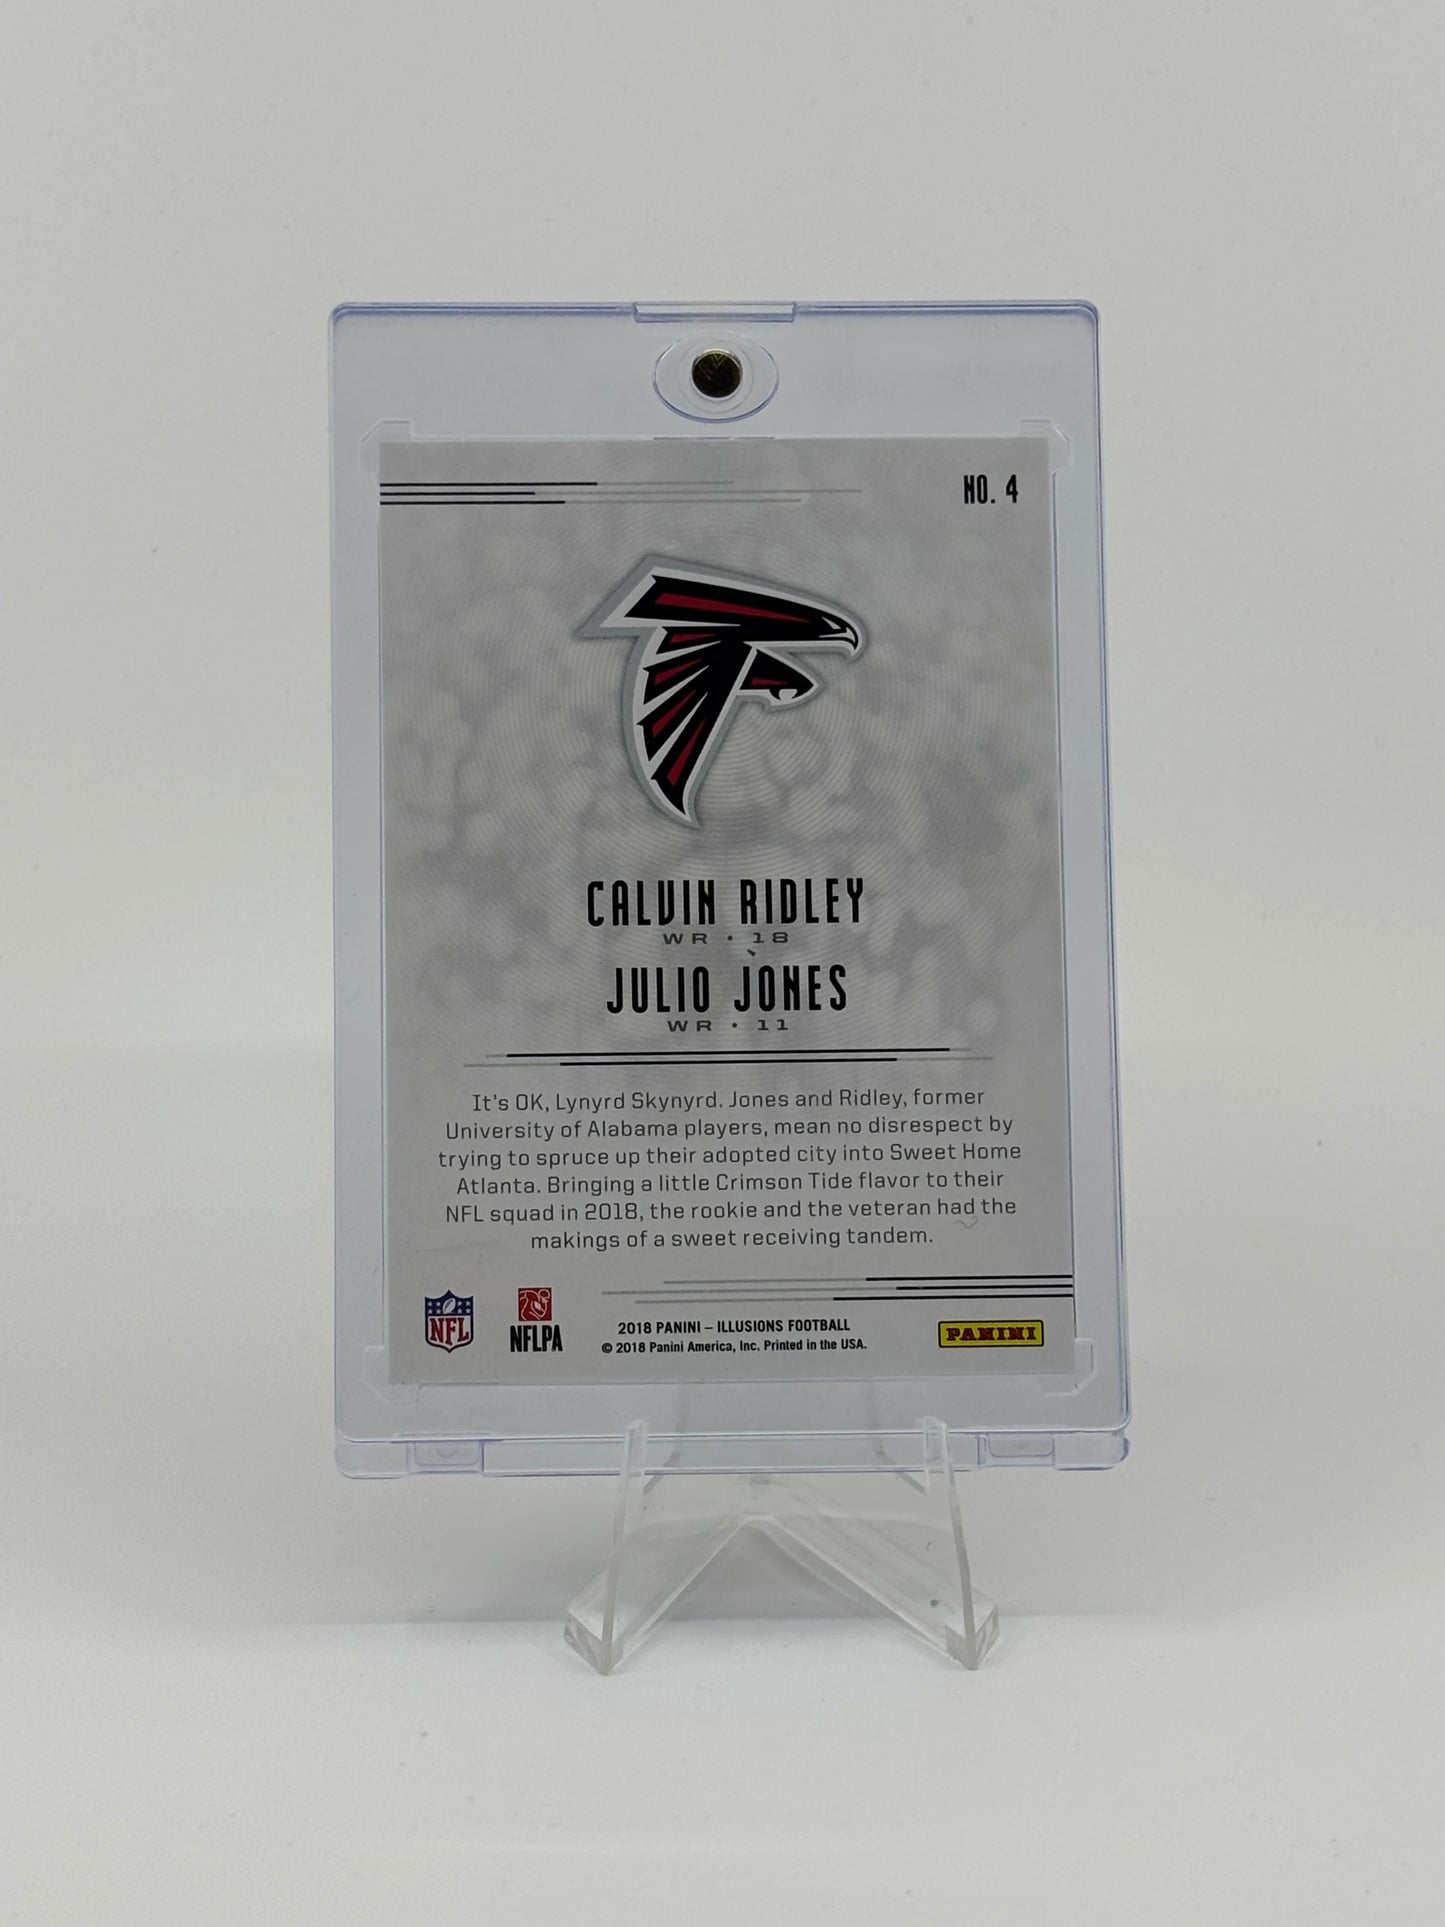 NO. 4
CALVIN RIDLEY
WR • 18
JULIO JONES
WR • 11
It's OK, Lynyrd Skynyrd. Jones and Ridley, former
University of Alabama players, mean no disrespect by
trying to spruce up their adopted city into Sweet Home
Atlanta. Bringing a little Crimson Tide flavor to their
NFL squad in 2018, the rookie and the veteran had the
makings of a sweet receiving tandem.
NFL
NFLPA
2018 PANINI – ILLUSIONS FOOTBALL
© 2018 Panini America, Inc. Printed in the USA.
PANINI